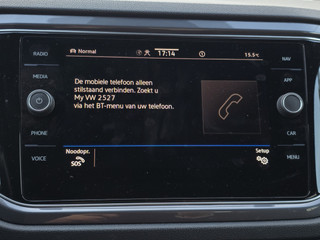 RADIO
Normal
17:14
15.5°C
NAV
MEDIA
APP
De mobiele telefoon alleen
stilstaand verbinden. Zoekt u
My VW 2527
via het BT-menu van uw telefoon.
PHONE
CAR
VOICE
Noodopr.
SOS
Setup
MENU